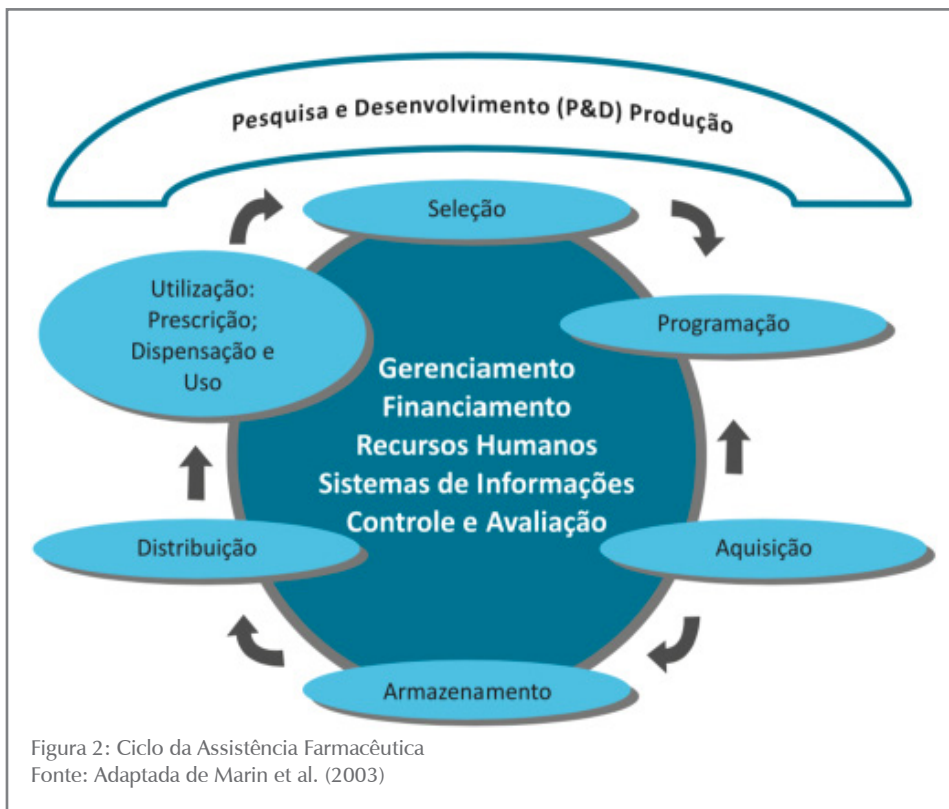 Pesquisa e Desenvolvimento (P&D) Produção
Seleção
Programação
Aquisição
Armazenamento
Distribuição
Utilização:
Prescrição;
Dispensação e
Uso
Gerenciamento
Financiamento
Recursos Humanos
Sistemas de Informações
Controle e Avaliação
Figura 2: Ciclo da Assistência Farmacêutica
Fonte: Adaptada de Marin et al. (2003)